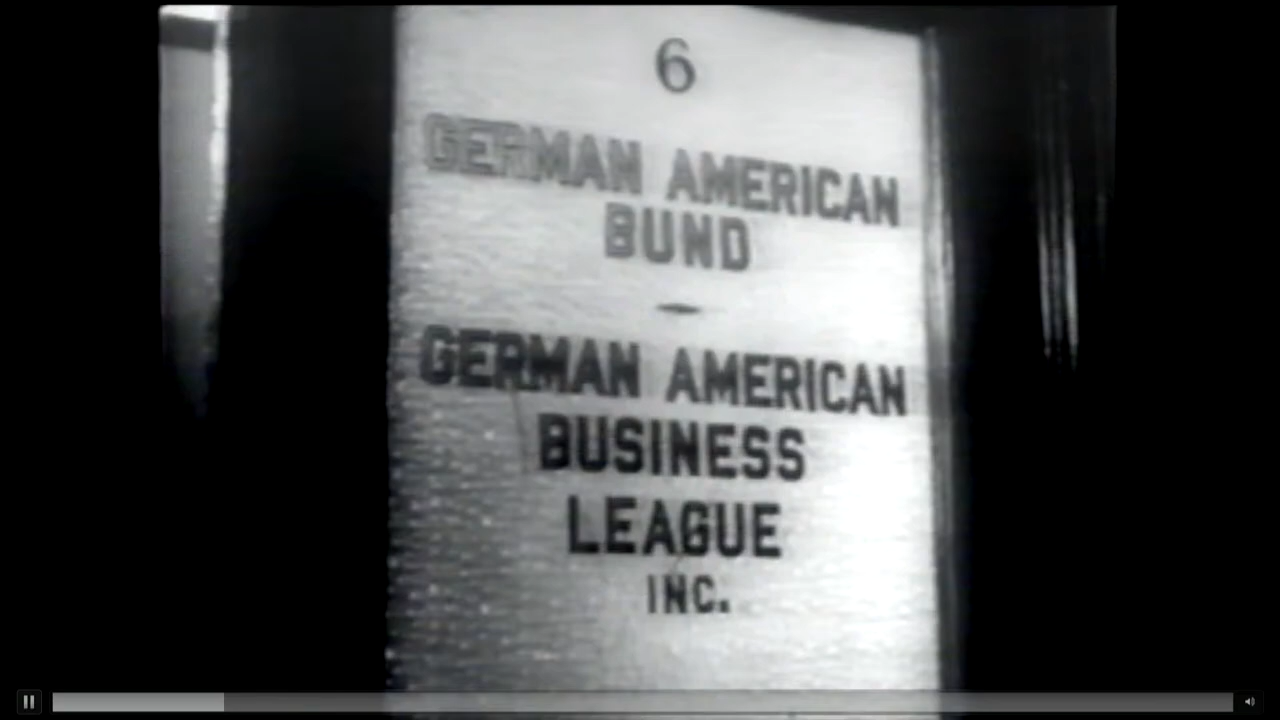 6
GERMAN AMERICAN
BUND
-
GERMAN AMERICAN
BUSINESS
LEAGUE
INC.